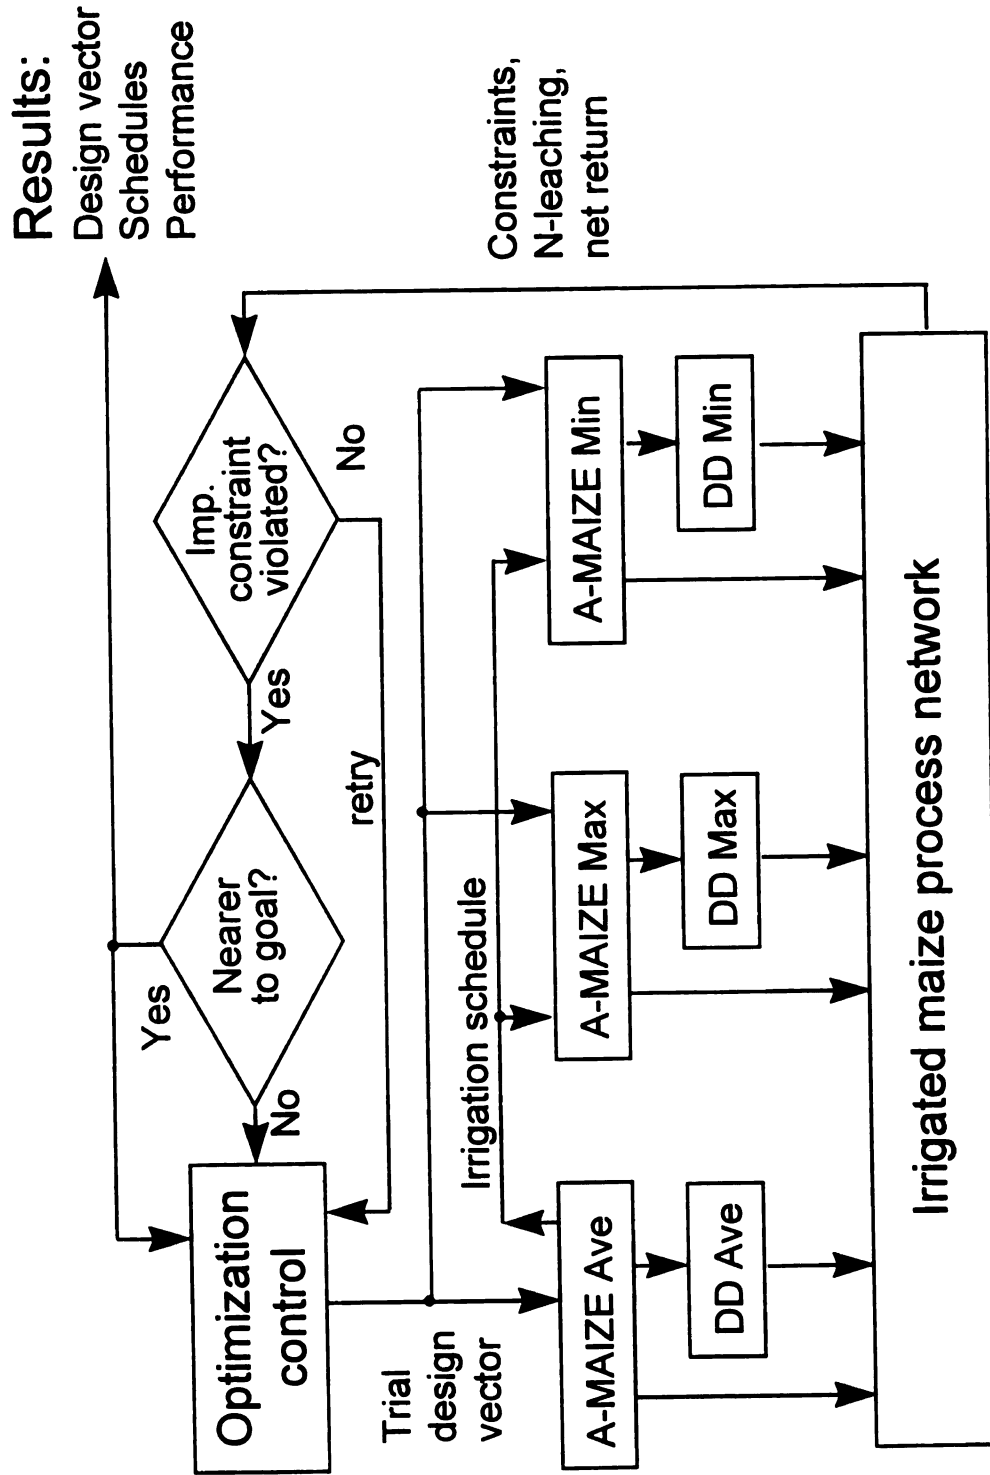 Results:
Design vector
Schedules
Performance
Yes
Nearer
to goal?
Yes
Imp.
constraint
violated?
No
No
Optimization
control
retry
Trial
design
vector
Irrigation schedule
Constraints,
N-leaching,
net return
A-MAIZE Ave
A-MAIZE Max
A-MAIZE Min
DD Ave
DD Max
DD Min
Irrigated maize process network